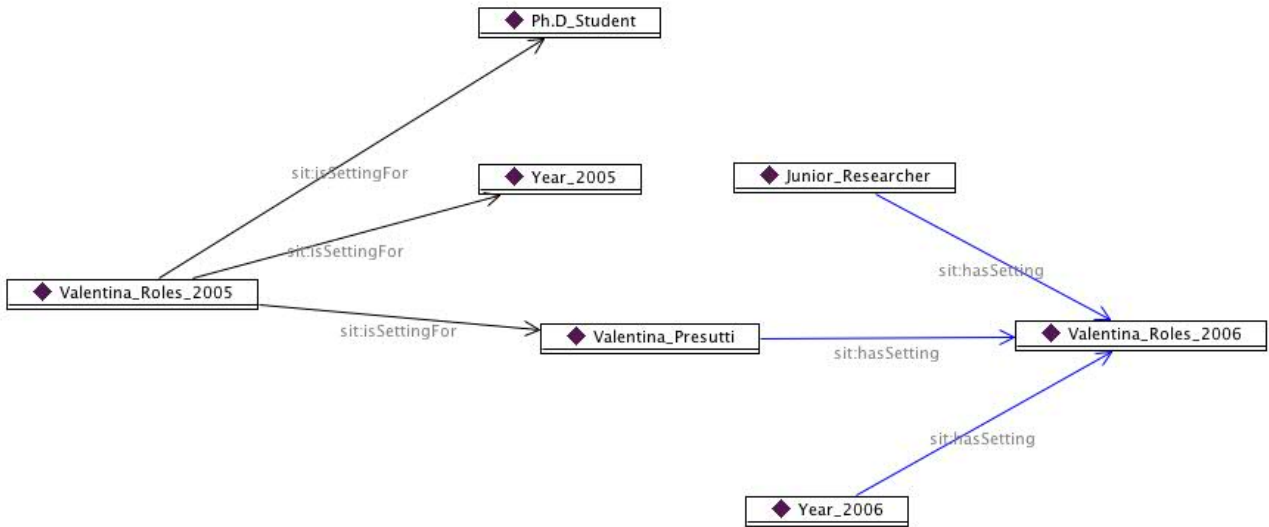 Ph.D_Student
sit:isSettingFor
Year_2005
Junior_Researcher
sit:isSettingFor
sit:hasSetting
Valentina_Roles_2005
sit:isSettingFor
Valentina_Presutti
Valentina_Roles_2006
sit:hasSetting
sit:hasSetting
Year_2006